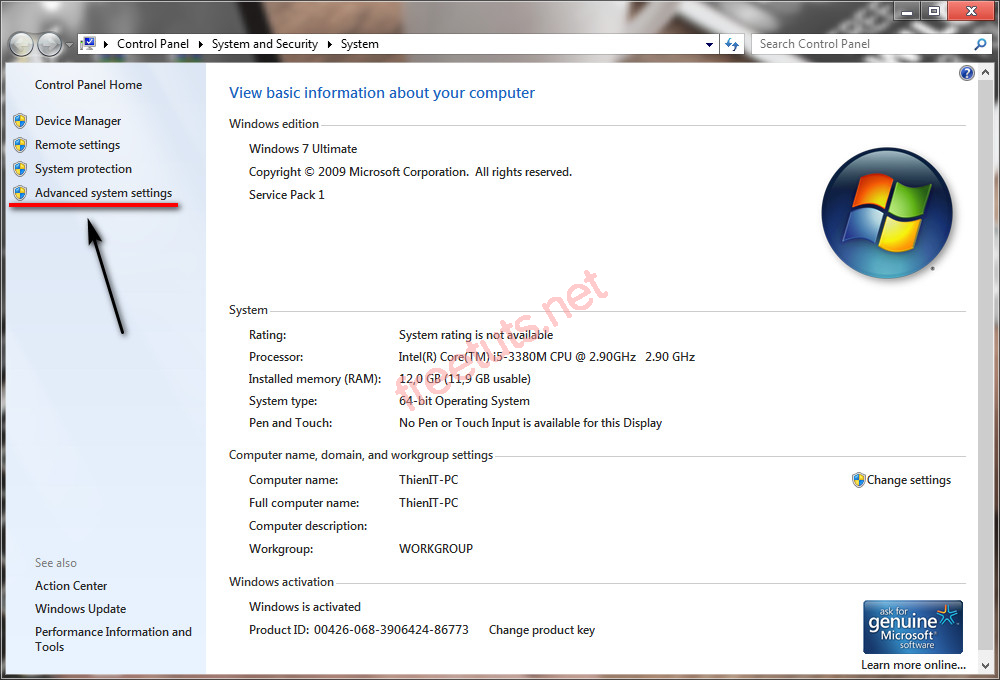 Control Panel ▸ System and Security ▸ System
Search Control Panel
Control Panel Home
Device Manager
Remote settings
System protection
Advanced system settings
See also
Action Center
Windows Update
Performance Information and
Tools
View basic information about your computer
Windows edition
Windows 7 Ultimate
Copyright © 2009 Microsoft Corporation. All rights reserved.
Service Pack 1
System
Rating: System rating is not available
Processor: Intel(R) Core(TM) i5-3380M CPU @ 2.90GHz 2.90 GHz
Installed memory (RAM): 12,0 GB (11,9 GB usable)
System type: 64-bit Operating System
Pen and Touch: No Pen or Touch Input is available for this Display
freetuts.net
Computer name, domain, and workgroup settings
Computer name: ThienIT-PC
Change settings
Full computer name: ThienIT-PC
Computer description:
Workgroup: WORKGROUP
Windows activation
Windows is activated
Product ID: 00426-068-3906424-86773 Change product key
ask for
genuine
Microsoft®
software
Learn more online...